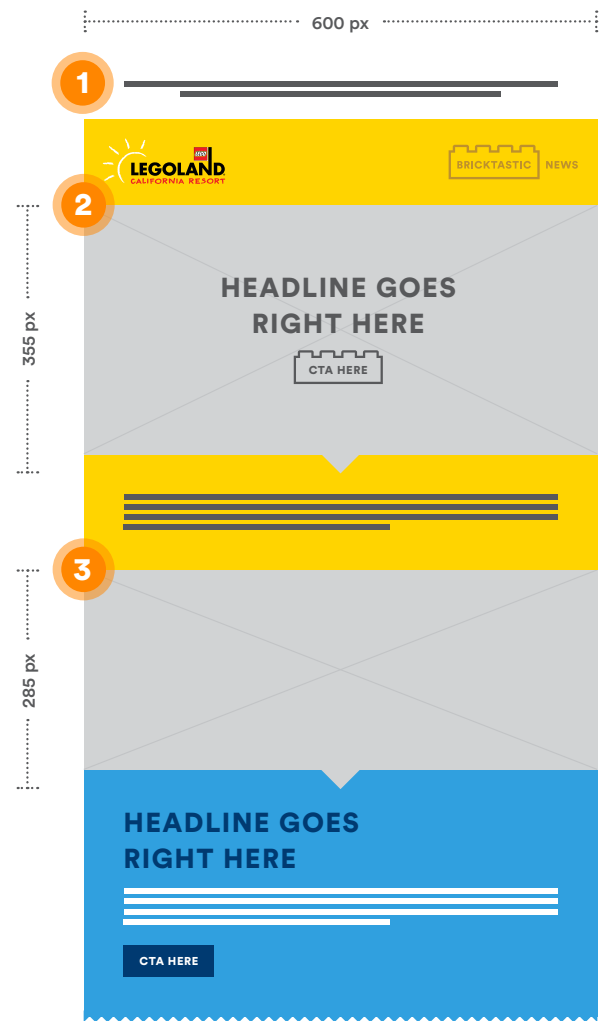 600 px
1
LEGO
LEGOLAND
CALIFORNIA RESORT
BRICKTASTIC NEWS
2
355 px
HEADLINE GOES
RIGHT HERE
CTA HERE
3
285 px
HEADLINE GOES
RIGHT HERE
CTA HERE